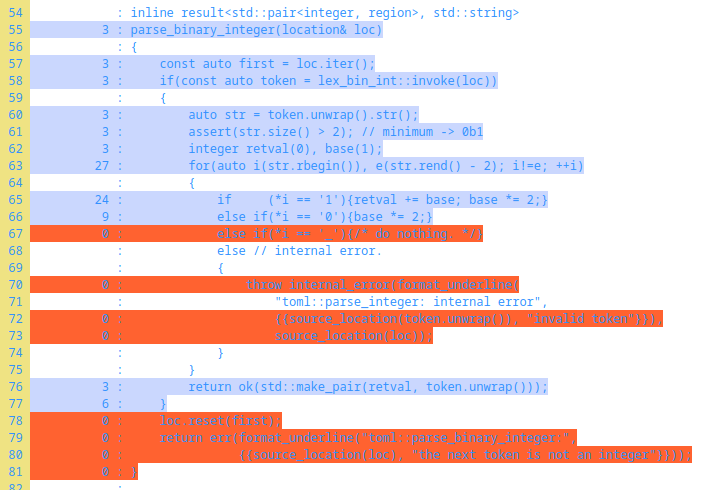 54 : inline result<std::pair<integer, region>, std::string>
55 3 : parse_binary_integer(location& loc)
56 : {
57 3 : const auto first = loc.iter();
58 3 : if(const auto token = lex_bin_int::invoke(loc))
59 : {
60 3 : auto str = token.unwrap().str();
61 3 : assert(str.size() > 2); // minimum -> 0b1
62 3 : integer retval(0), base(1);
63 27 : for(auto i(str.rbegin()), e(str.rend() - 2); i!=e; ++i)
64 : {
65 24 : if (*i == '1'){retval += base; base *= 2;}
66 9 : else if(*i == '0'){base *= 2;}
67 0 : else if(*i == '_'){/* do nothing. */}
68 : else // internal error.
69 : {
70 0 : throw internal_error(format_underline(
71 : "toml::parse_integer: internal error",
72 0 : {{source_location(token.unwrap()), "invalid token"}}),
73 0 : source_location(loc));
74 : }
75 : }
76 3 : return ok(std::make_pair(retval, token.unwrap()));
77 6 : }
78 0 : loc.reset(first);
79 0 : return err(format_underline("toml::parse_binary_integer:",
80 0 : {{source_location(loc), "the next token is not an integer"}}));
81 0 : }
82 :